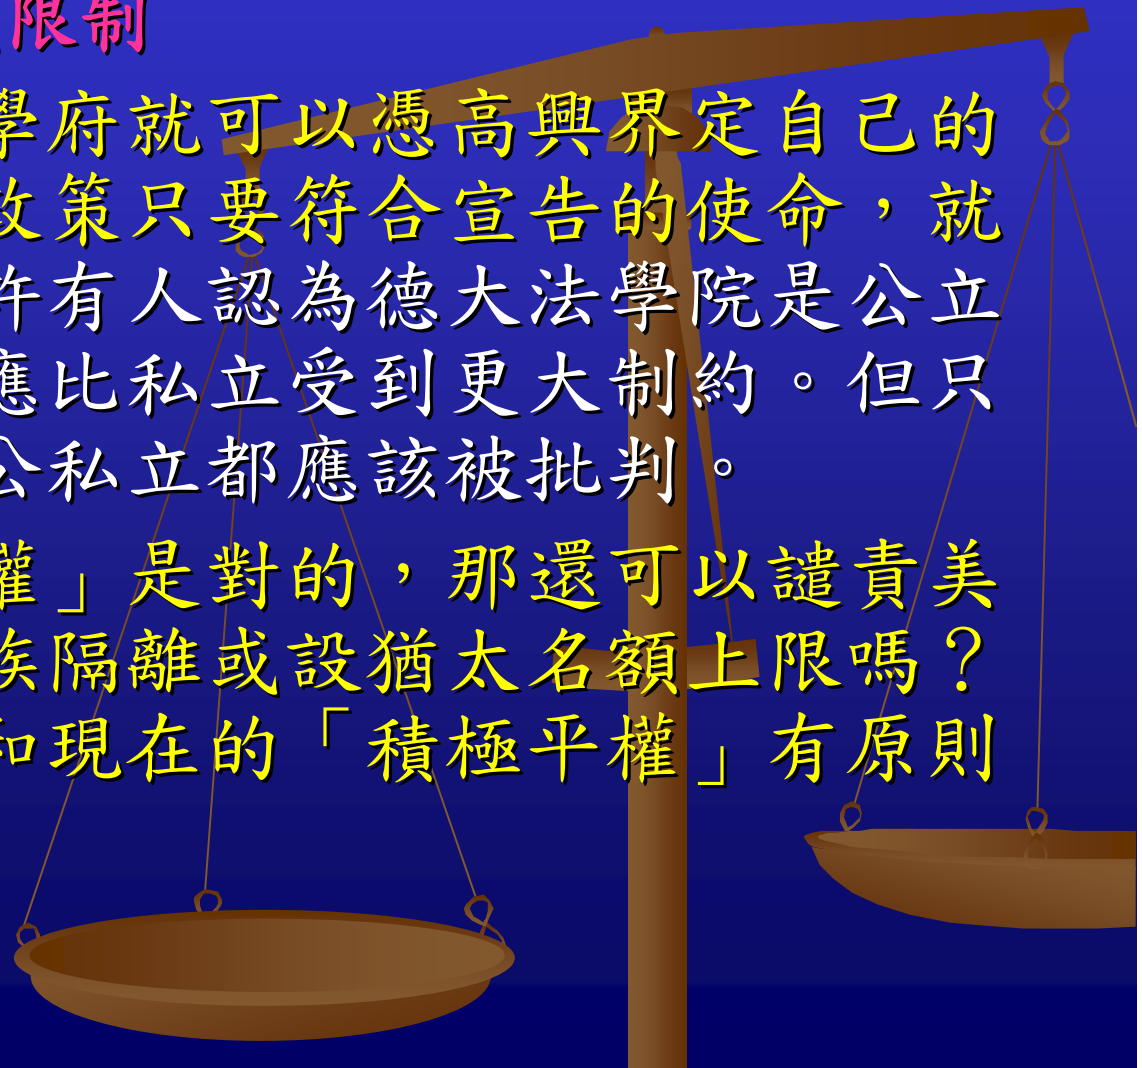 限制
學府就可以憑高興界定自己的
政策只要符合宣告的使命，就
許有人認為德大法學院是公立
應比私立受到更大制約。但只
公私立都應該被批判。
權」是對的，那還可以譴責美
族隔離或設猶太名額上限嗎？
和現在的「積極平權」有原則